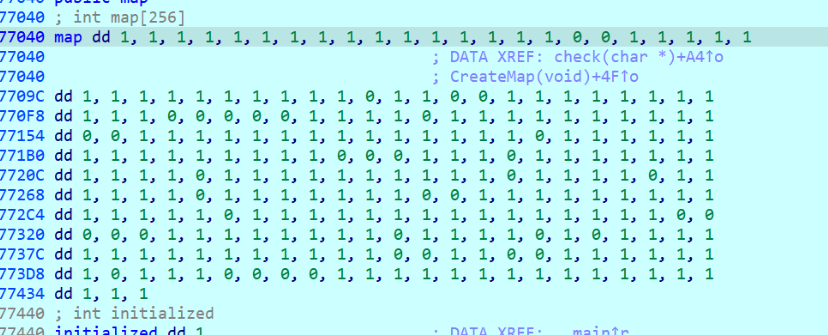 77040 public map
77040 ; int map[256]
77040 map dd 1, 1, 1, 1, 1, 1, 1, 1, 1, 1, 1, 1, 1, 1, 1, 1, 0, 0, 1, 1, 1, 1, 1
77040 ; DATA XREF: check(char *)+A4↑o
77040 ; CreateMap(void)+4F↑o
7709C dd 1, 1, 1, 1, 1, 1, 1, 1, 1, 1, 0, 1, 1, 0, 0, 1, 1, 1, 1, 1, 1, 1, 1
770F8 dd 1, 1, 1, 0, 0, 0, 0, 0, 1, 1, 1, 1, 0, 1, 1, 1, 1, 1, 1, 1, 1, 1, 1
77154 dd 0, 0, 1, 1, 1, 1, 1, 1, 1, 1, 1, 1, 1, 1, 1, 1, 0, 1, 1, 1, 1, 1, 1
771B0 dd 1, 1, 1, 1, 1, 1, 1, 1, 1, 0, 0, 0, 1, 1, 1, 0, 1, 1, 1, 1, 1, 1, 1
7720C dd 1, 1, 1, 1, 0, 1, 1, 1, 1, 1, 1, 1, 1, 1, 1, 0, 1, 1, 1, 1, 0, 1, 1
77268 dd 1, 1, 1, 1, 0, 1, 1, 1, 1, 1, 1, 1, 0, 0, 1, 1, 1, 1, 1, 1, 1, 1, 1
772C4 dd 1, 1, 1, 1, 1, 0, 1, 1, 1, 1, 1, 1, 1, 1, 1, 1, 1, 1, 1, 1, 1, 0, 0
77320 dd 0, 0, 0, 1, 1, 1, 1, 1, 1, 1, 1, 0, 1, 1, 1, 1, 0, 1, 0, 1, 1, 1, 1
7737C dd 1, 1, 1, 1, 1, 1, 1, 1, 1, 1, 1, 0, 0, 1, 1, 0, 0, 1, 1, 1, 1, 1, 1
773D8 dd 1, 0, 1, 1, 1, 0, 0, 0, 0, 1, 1, 1, 1, 1, 1, 1, 1, 1, 1, 1, 1, 1, 1
77434 dd 1, 1, 1
77440 ; int initialized
77440 initialized dd 1 ; DATA XREF: __main↑r